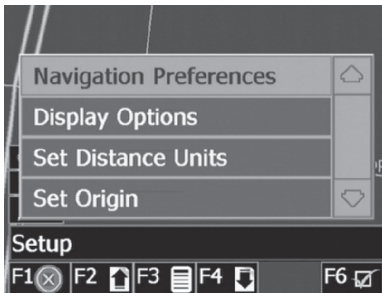 Navigation Preferences
Display Options
Set Distance Units
Set Origin
Setup
F1 F2 F3 F4 F6